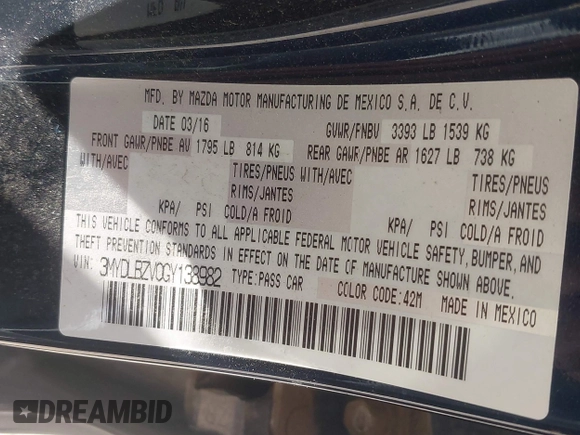 MFD. BY MAZDA MOTOR MANUFACTURING DE MEXICO S.A. DE C.V.
DATE 03/16 GVWR/PNBV 3393 LB 1539 KG
FRONT GAWR/PNBE AV 1795 LB 814 KG REAR GAWR/PNBE AR 1627 LB 738 KG
WITH/AVEC TIRES/PNEUS WITH/AVEC TIRES/PNEUS
RIMS/JANTES RIMS/JANTES
KPA/ PSI COLD/A FROID KPA/ PSI COLD/A FROID
THIS VEHICLE CONFORMS TO ALL APPLICABLE FEDERAL MOTOR VEHICLE SAFETY, BUMPER, AND
THEFT PREVENTION STANDARDS IN EFFECT ON THE DATE OF MANUFACTURE SHOWN ABOVE.
VIN: 3MYDLBZV0GY138982 TYPE:PASS CAR COLOR CODE:42M MADE IN MEXICO
DREAMBID